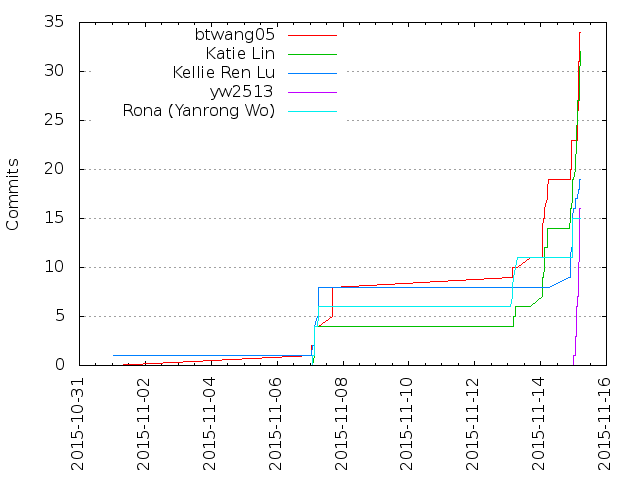 btwang05
Katie Lin
Kellie Ren Lu
yw2513
Rona (Yanrong Wo)
Commits
35
30
25
20
15
10
5
0
2015-10-31
2015-11-02
2015-11-04
2015-11-06
2015-11-08
2015-11-10
2015-11-12
2015-11-14
2015-11-16